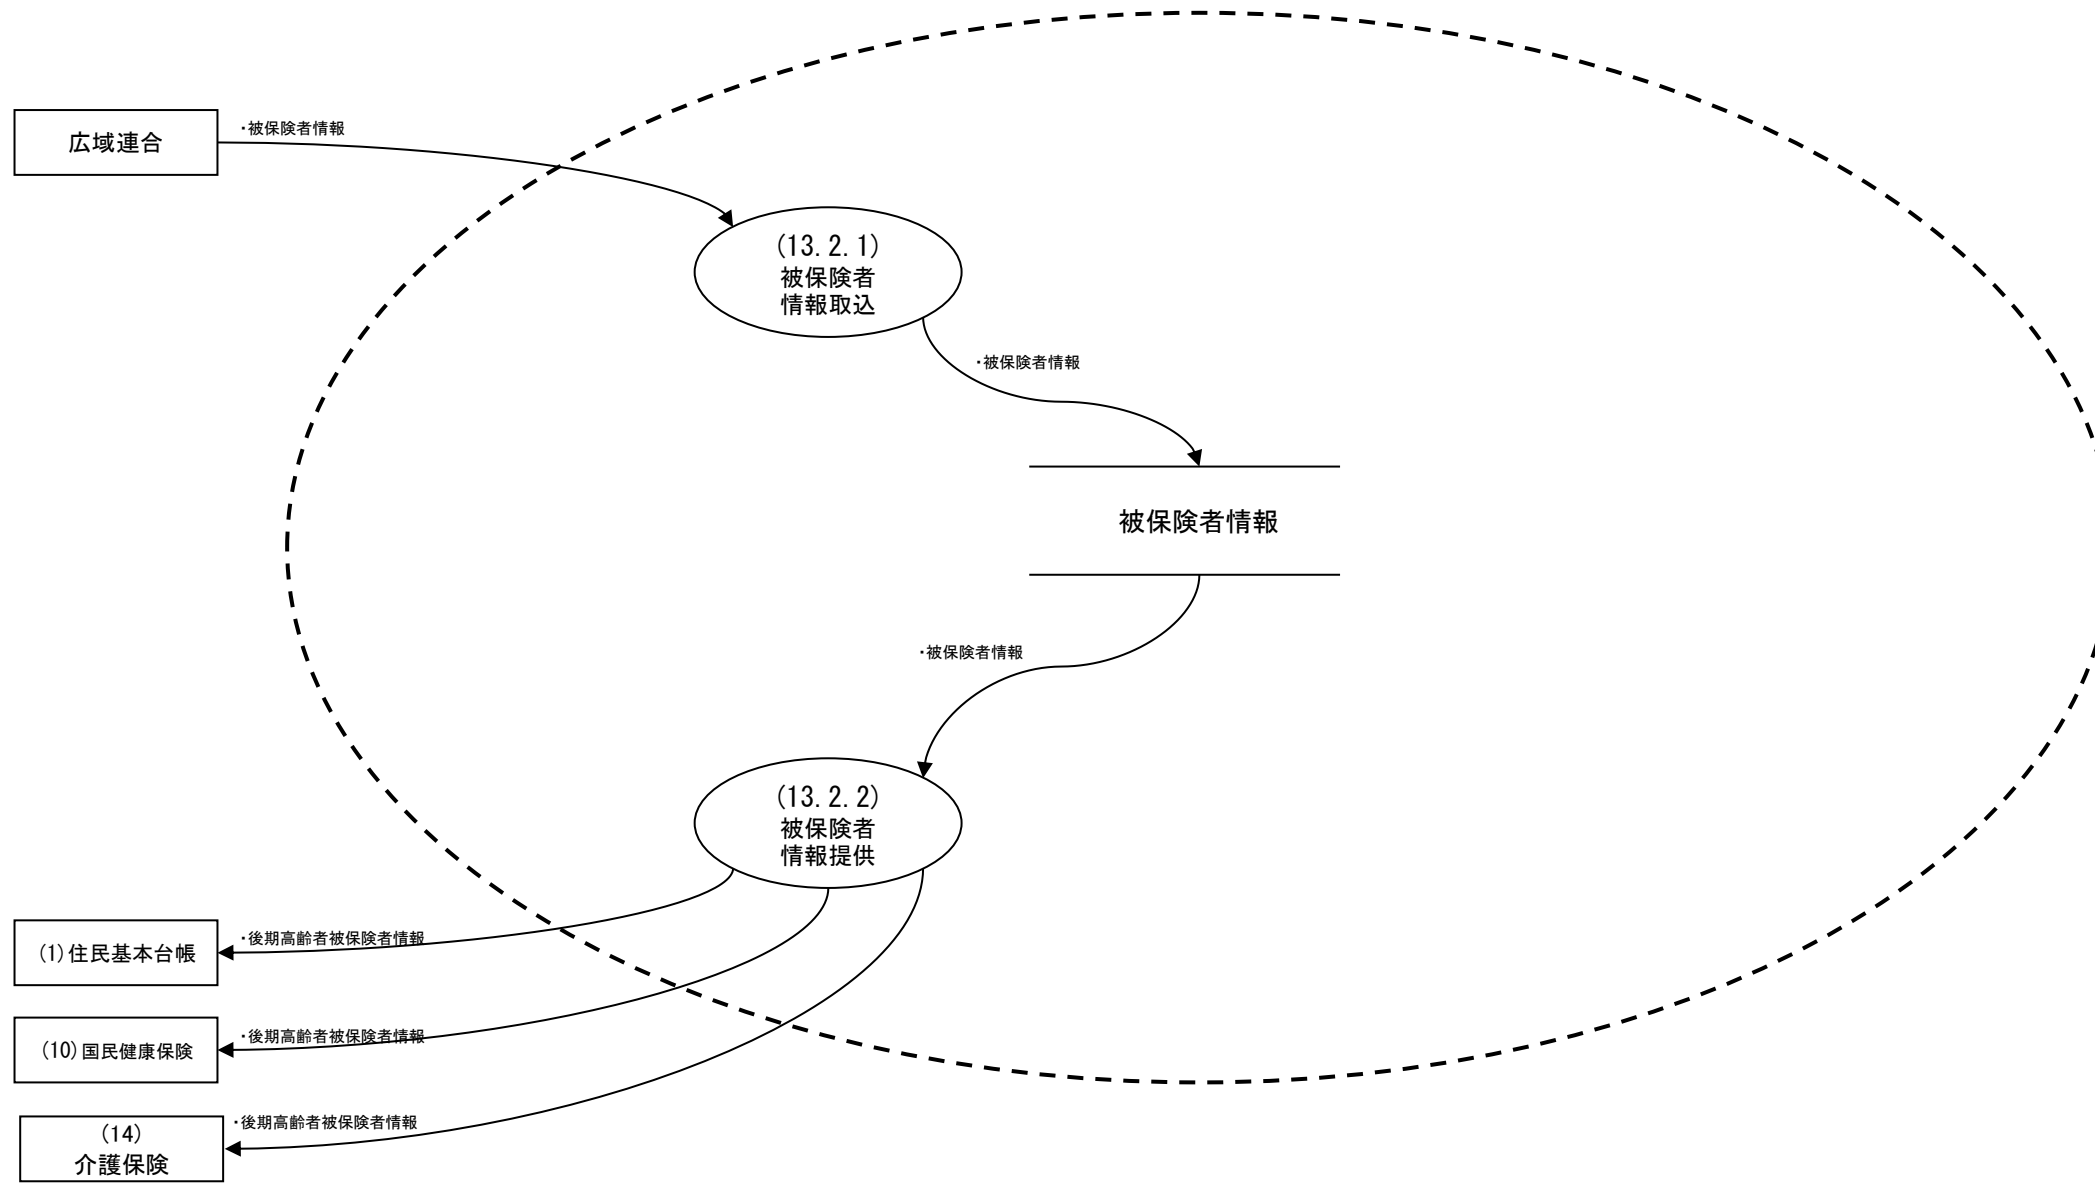 広域連合
・被保険者情報
(13.2.1)
被保険者
情報取込
・被保険者情報
被保険者情報
・被保険者情報
(13.2.2)
被保険者
情報提供
(1)住民基本台帳
・後期高齢者被保険者情報
(10)国民健康保険
・後期高齢者被保険者情報
(14)
介護保険
・後期高齢者被保険者情報